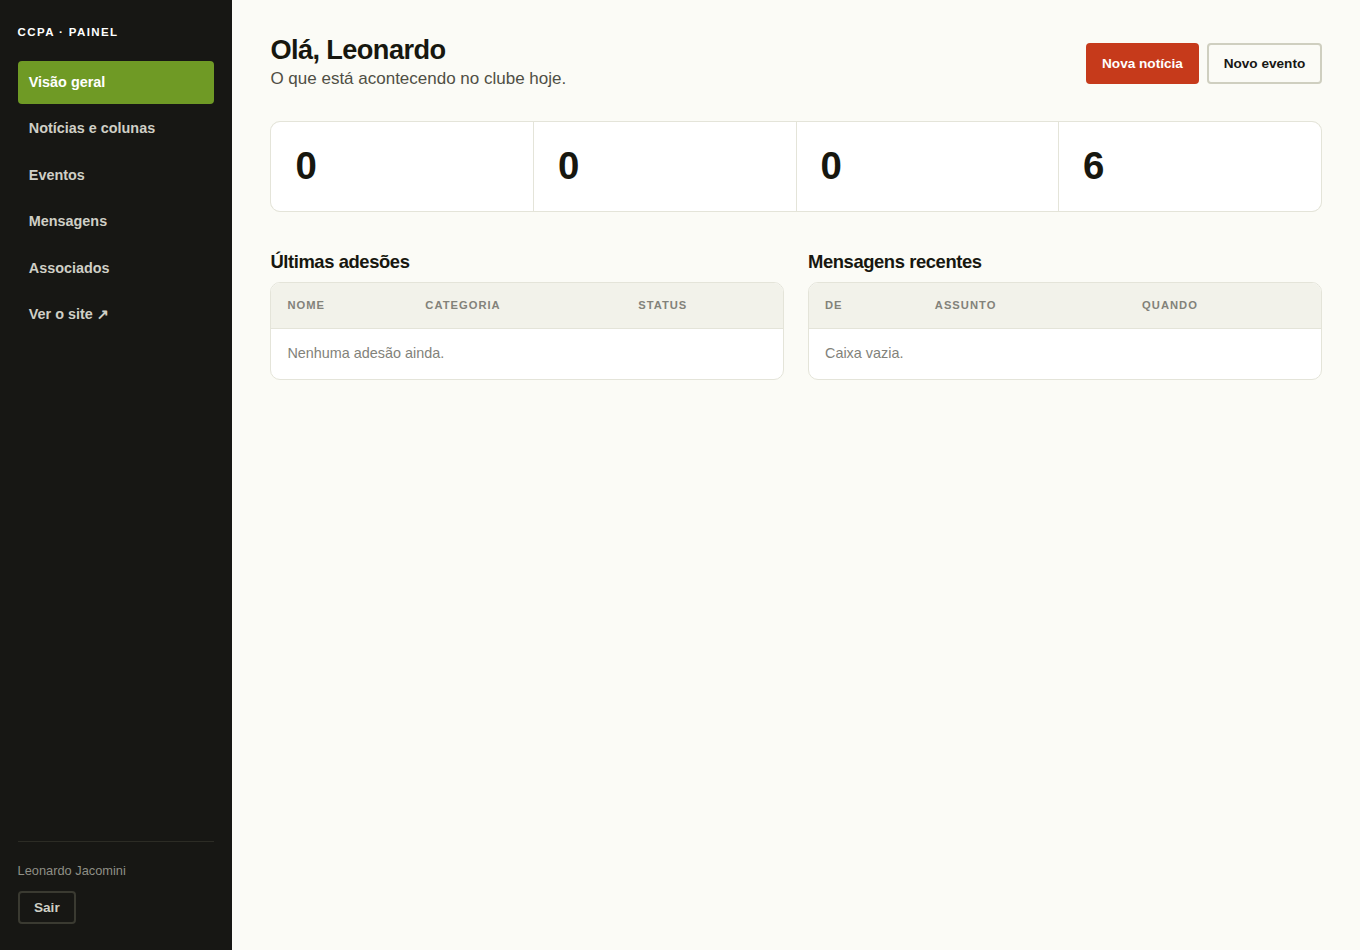 CCPA · PAINEL
Visão geral
Notícias e colunas
Eventos
Mensagens
Associados
Ver o site ↗
Leonardo Jacomini
Sair
Olá, Leonardo
O que está acontecendo no clube hoje.
Nova notícia
Novo evento
0
0
0
6
Últimas adesões
NOME CATEGORIA STATUS
Nenhuma adesão ainda.
Mensagens recentes
DE ASSUNTO QUANDO
Caixa vazia.